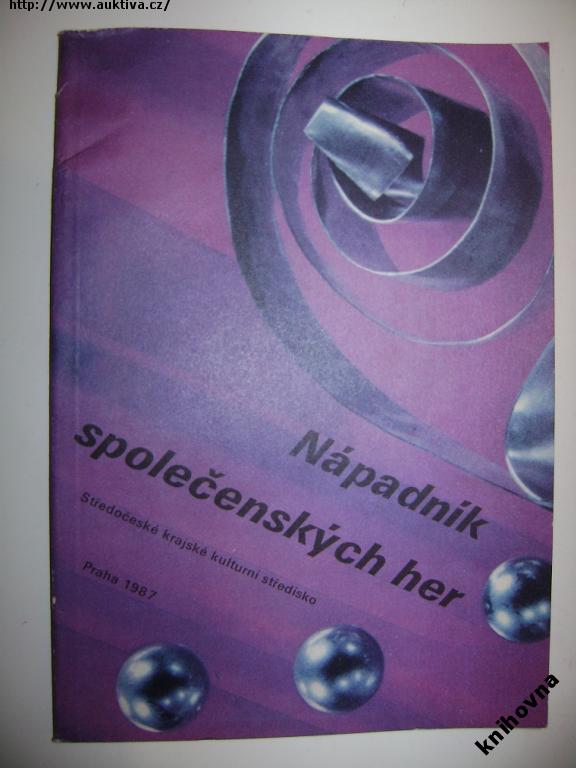 http://www.auktiva.cz/
Nápadník
společenských her
Středočeské krajské kulturní středisko
Praha 1987
knihovna